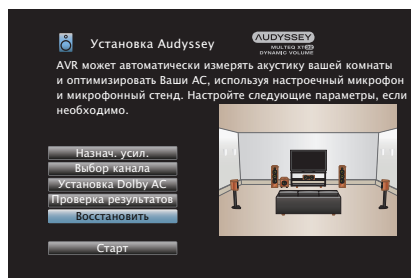 Установка Audyssey
AUDYSSEY
MULTEQ XT32
DYNAMIC VOLUME
AVR может автоматически измерять акустику вашей комнаты
и оптимизировать Ваши АС, используя настроечный микрофон
и микрофонный стенд. Настройте следующие параметры, если
необходимо.
Назнач. усил.
Выбор канала
Установка Dolby АС
Проверка результатов
Восстановить
Старт